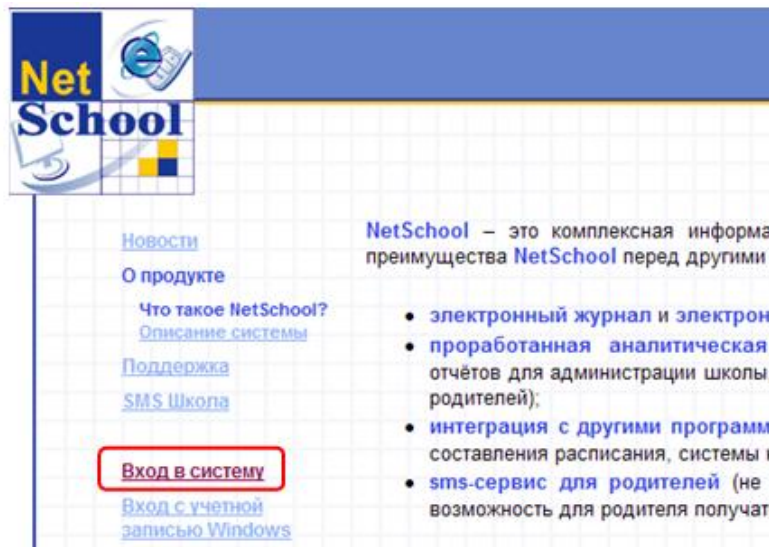 Net
School
Новости
О продукте
Что такое NetSchool?
Описание системы
Поддержка
SMS Школа
Вход в систему
Вход с учетной
записью Windows
NetSchool – это комплексная информа
преимущества NetSchool перед другими
• электронный журнал и электрон
• проработанная аналитическая
отчётов для администрации школы
родителей);
• интеграция с другими программ
составления расписания, системы
• sms-сервис для родителей (не
возможность для родителя получат